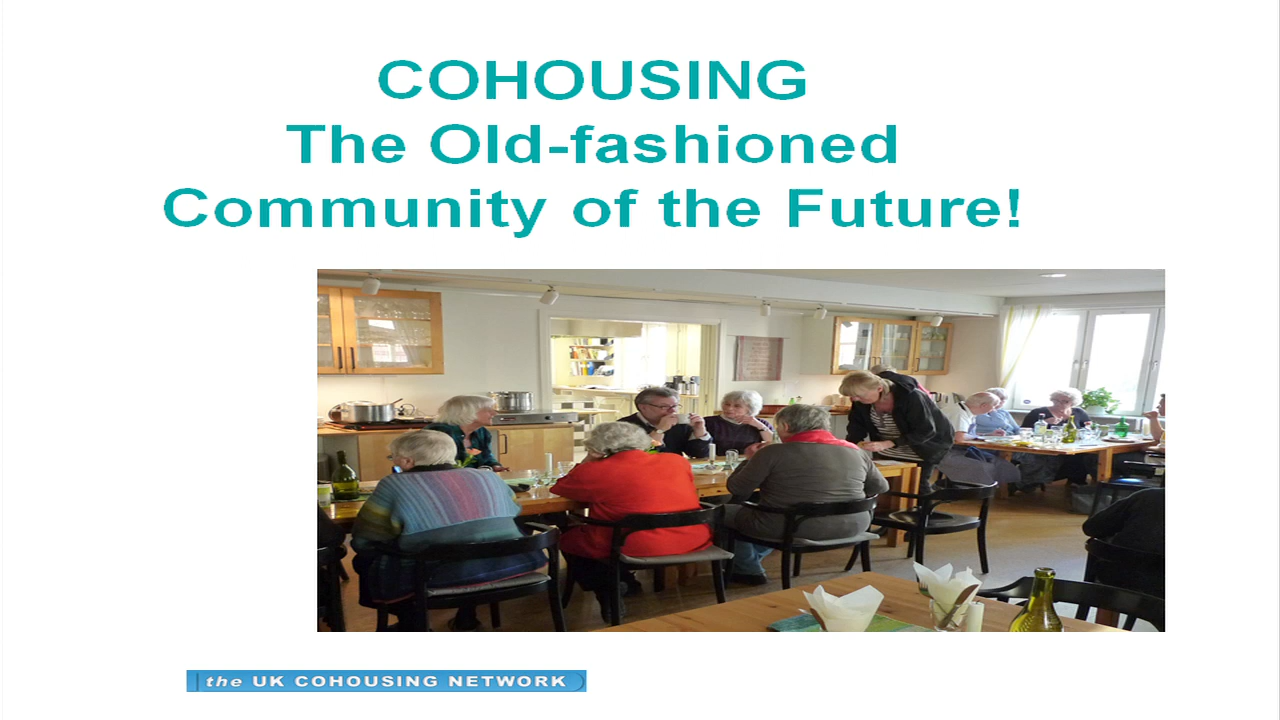 COHOUSING
The Old-fashioned
Community of the Future!
the UK COHOUSING NETWORK